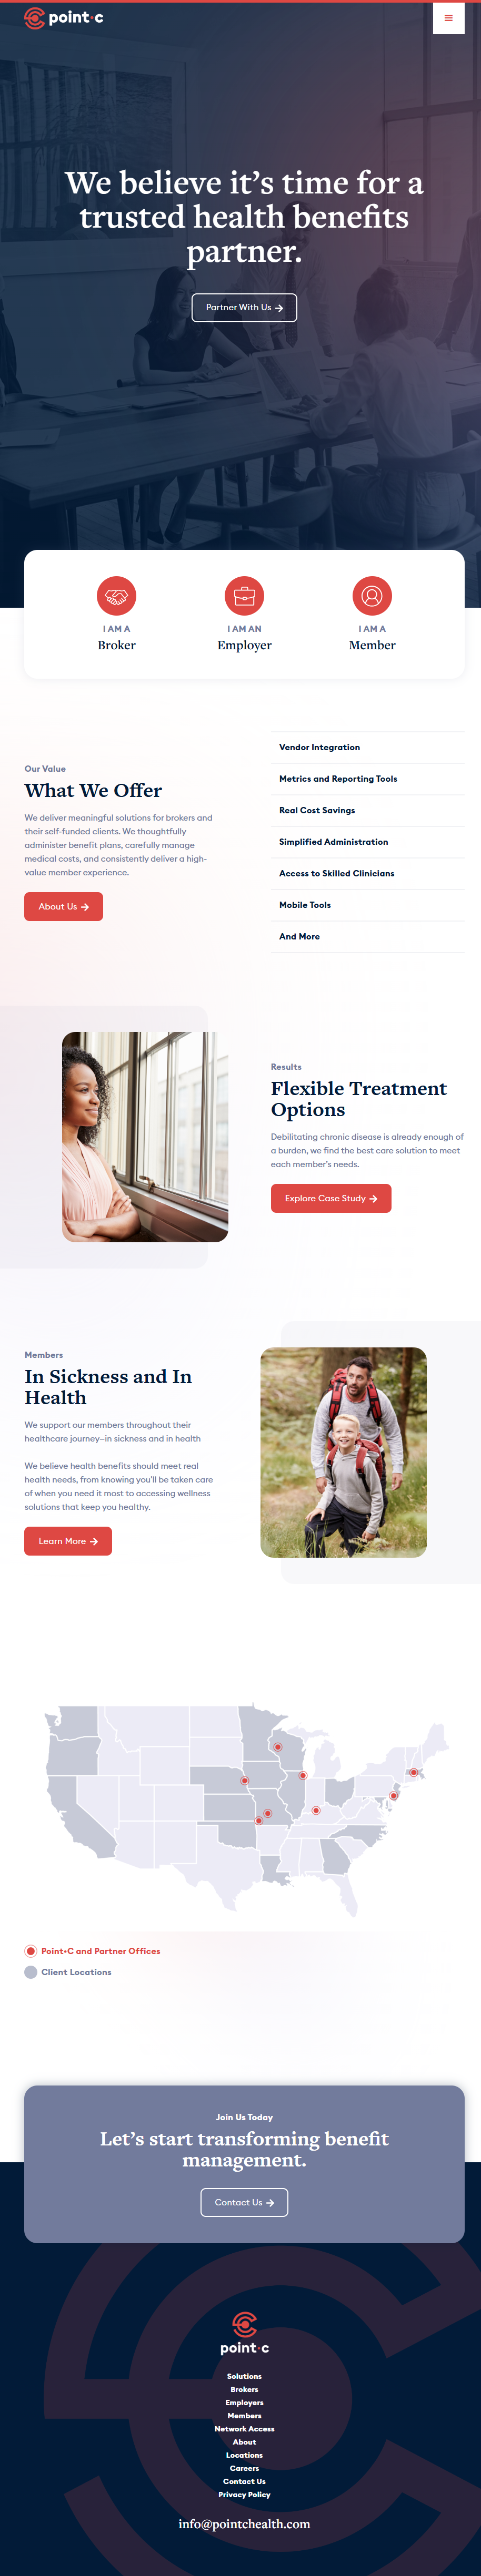 point·c
We believe it’s time for a
trusted health benefits
partner.
Partner With Us →
I AM A
Broker
I AM AN
Employer
I AM A
Member
Our Value
What We Offer
We deliver meaningful solutions for brokers and
their self-funded clients. We thoughtfully
administer benefit plans, carefully manage
medical costs, and consistently deliver a high-
value member experience.
About Us →
Vendor Integration
Metrics and Reporting Tools
Real Cost Savings
Simplified Administration
Access to Skilled Clinicians
Mobile Tools
And More
Results
Flexible Treatment
Options
Debilitating chronic disease is already enough of
a burden, we find the best care solution to meet
each member’s needs.
Explore Case Study →
Members
In Sickness and In
Health
We support our members throughout their
healthcare journey—in sickness and in health
We believe health benefits should meet real
health needs, from knowing you’ll be taken care
of when you need it most to accessing wellness
solutions that keep you healthy.
Learn More →
Point•C and Partner Offices
Client Locations
Join Us Today
Let’s start transforming benefit
management.
Contact Us →
point·c
Solutions
Brokers
Employers
Members
Network Access
About
Locations
Careers
Contact Us
Privacy Policy
info@pointchealth.com